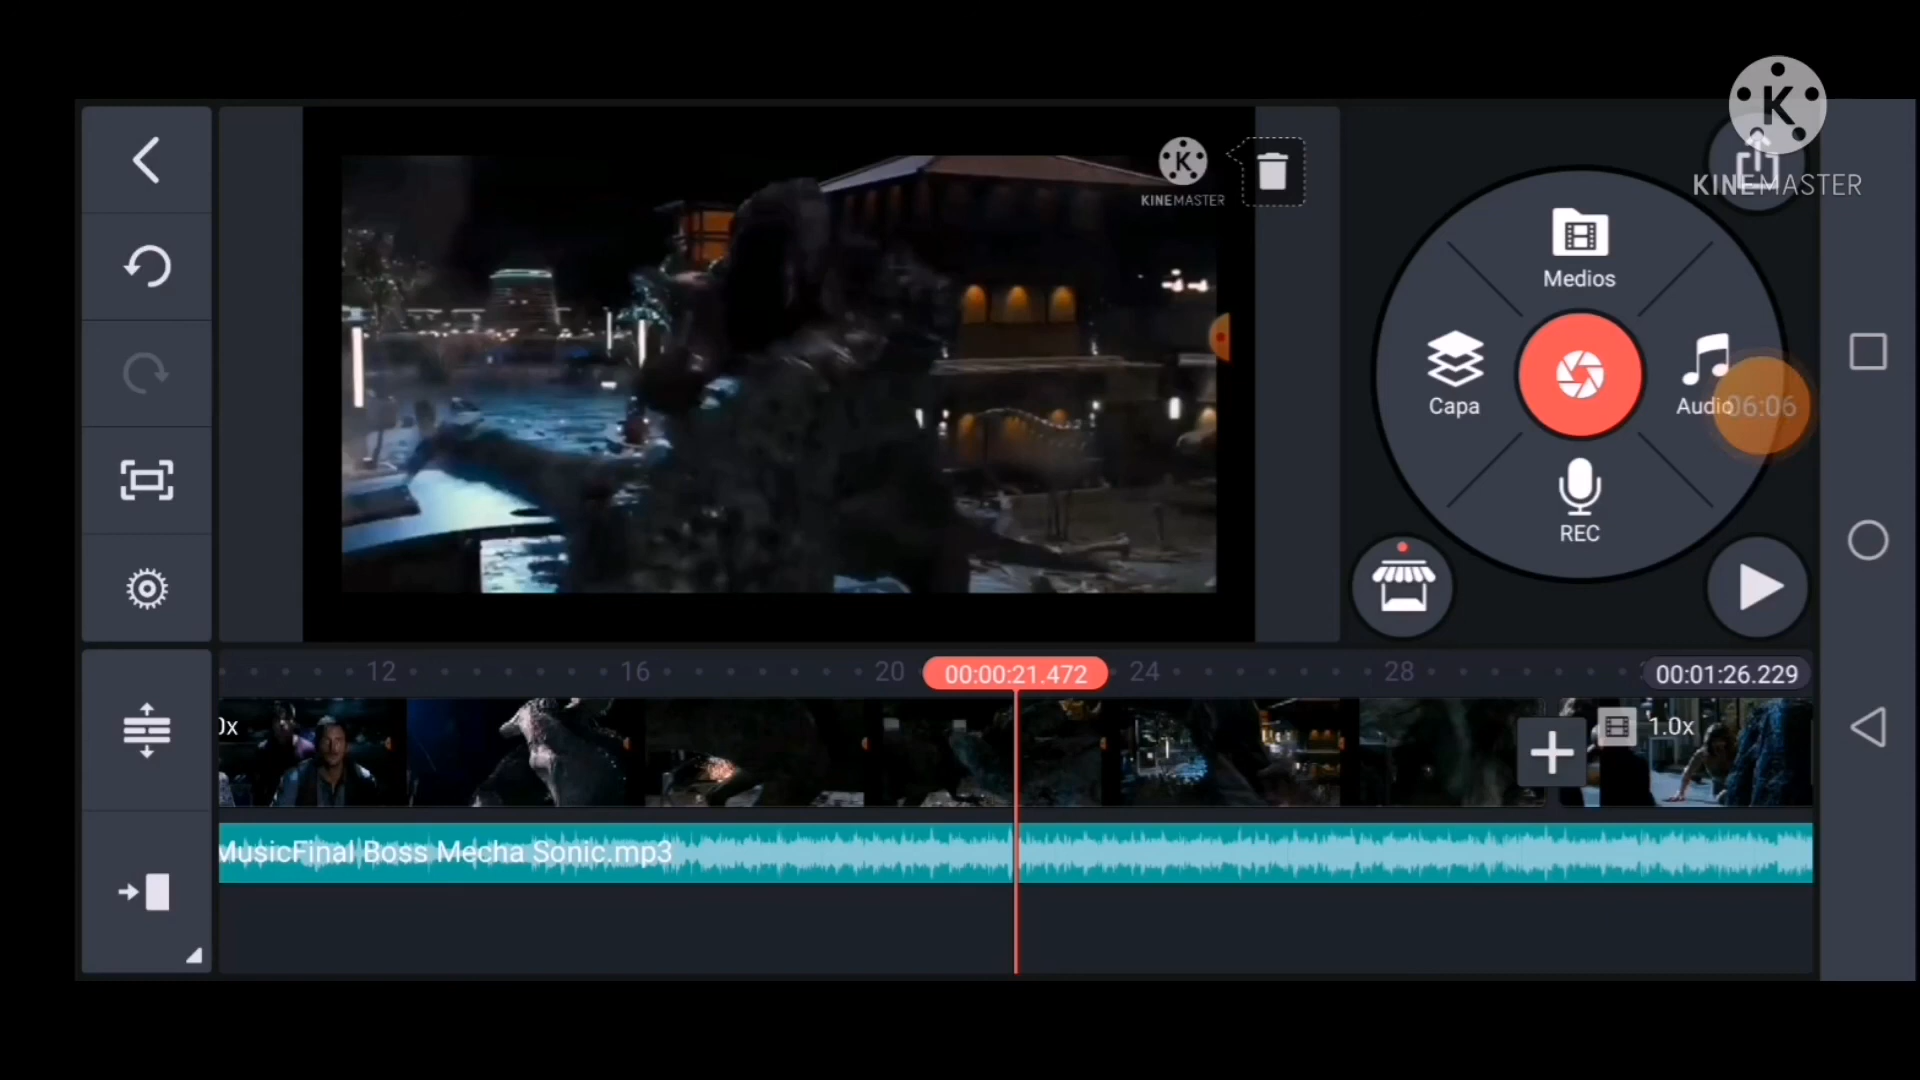 KINEMASTER
KINEMASTER
Medios
Capa
Audio
06:06
REC
12
16
20
00:00:21.472
24
28
00:01:26.229
0x
1.0x
MusicFinal Boss Mecha Sonic.mp3